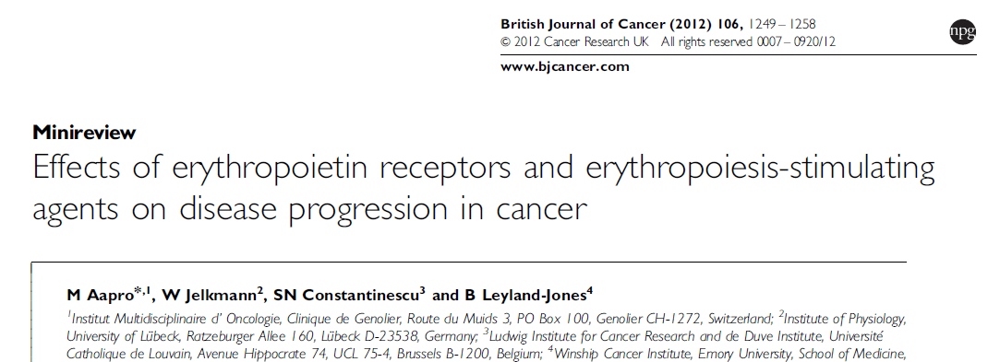 British Journal of Cancer (2012) 106, 1249 – 1258
© 2012 Cancer Research UK All rights reserved 0007 – 0920/12
npg
www.bjcancer.com
Minireview
Effects of erythropoietin receptors and erythropoiesis-stimulating
agents on disease progression in cancer
M Aapro*,1, W Jelkmann2, SN Constantinescu3 and B Leyland-Jones4
1Institut Multidisciplinaire d' Oncologie, Clinique de Genolier, Route du Muids 3, PO Box 100, Genolier CH-1272, Switzerland; 2Institute of Physiology,
University of Lübeck, Ratzeburger Allee 160, Lübeck D-23538, Germany; 3Ludwig Institute for Cancer Research and de Duve Institute, Université
Catholique de Louvain, Avenue Hippocrate 74, UCL 75-4, Brussels B-1200, Belgium; 4Winship Cancer Institute, Emory University, School of Medicine,